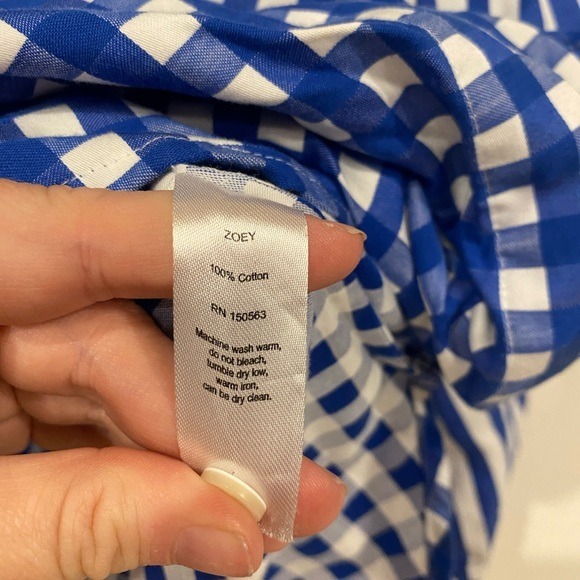 ZOEY
100% Cotton
RN 150563
Machine wash warm,
do not bleach,
tumble dry low,
warm iron,
can be dry clean.